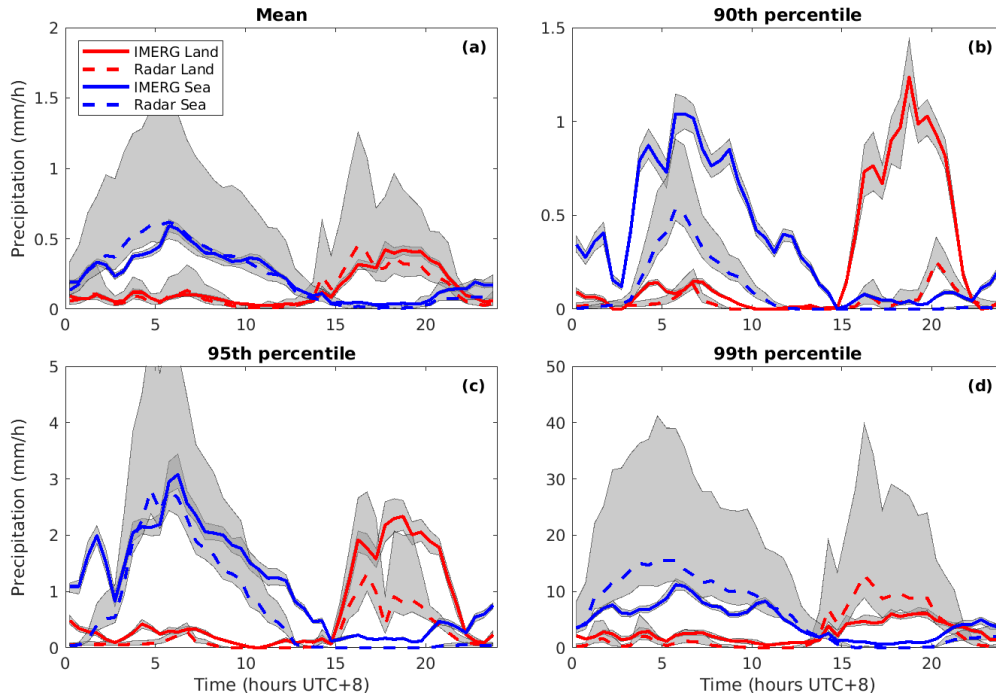 Mean
(a)
IMERG Land
Radar Land
IMERG Sea
Radar Sea
Precipitation (mm/h)
2
1.5
1
0.5
0
0 5 10 15 20
90th percentile
(b)
1.5
1
0.5
0
0 5 10 15 20
95th percentile
(c)
Precipitation (mm/h)
5
4
3
2
1
0
0 5 10 15 20
Time (hours UTC+8)
99th percentile
(d)
50
40
30
20
10
0
0 5 10 15 20
Time (hours UTC+8)